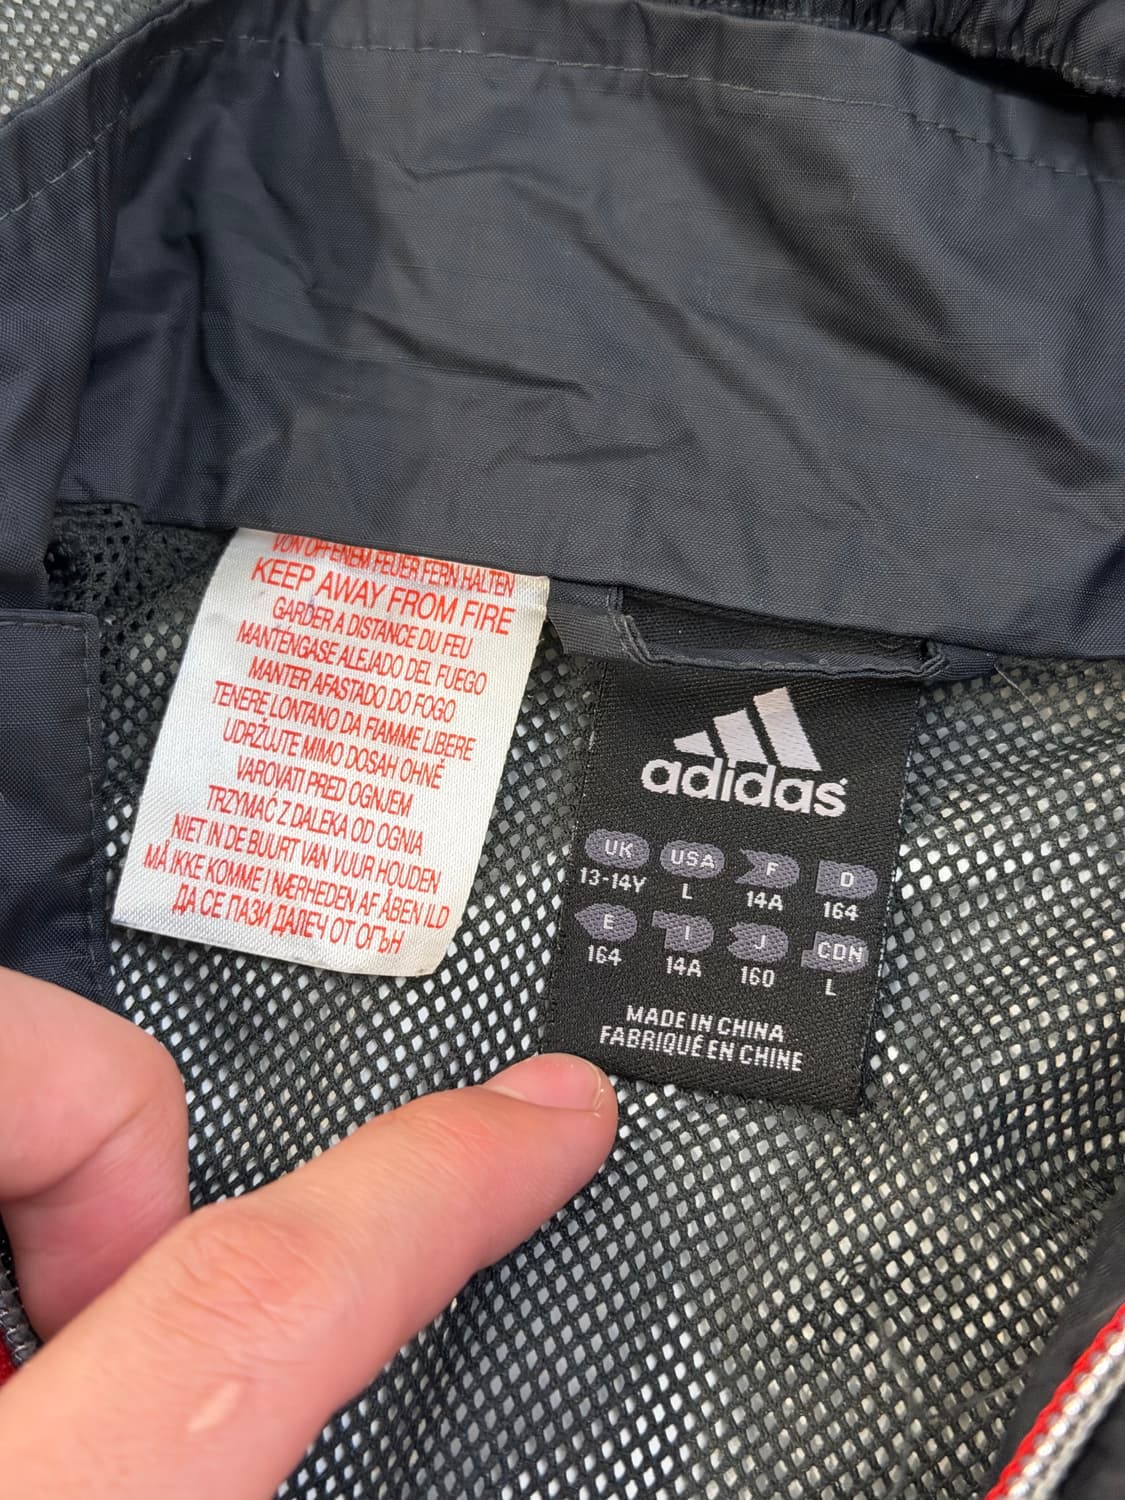 VON OFFENEM FEUER FERN HALTEN
KEEP AWAY FROM FIRE
GARDER A DISTANCE DU FEU
MANTÉNGASE ALEJADO DEL FUEGO
MANTER AFASTADO DO FOGO
TENERE LONTANO DA FIAMME LIBERE
UDRŽUJTE MIMO DOSAH OHNĚ
VAROVATI PRED OGNJEM
TRZYMAĆ Z DALEKA OD OGNIA
NIET IN DE BUURT VAN VUUR HOUDEN
MÅ IKKE KOMME I NÆRHEDEN AF ÅBEN ILD
ДА СЕ ПАЗИ ДАЛЕЧ ОТ ОГЪН
adidas
UK USA F D
13-14Y L 14A 164
E I J CDN
164 14A 160 L
MADE IN CHINA
FABRIQUÉ EN CHINE